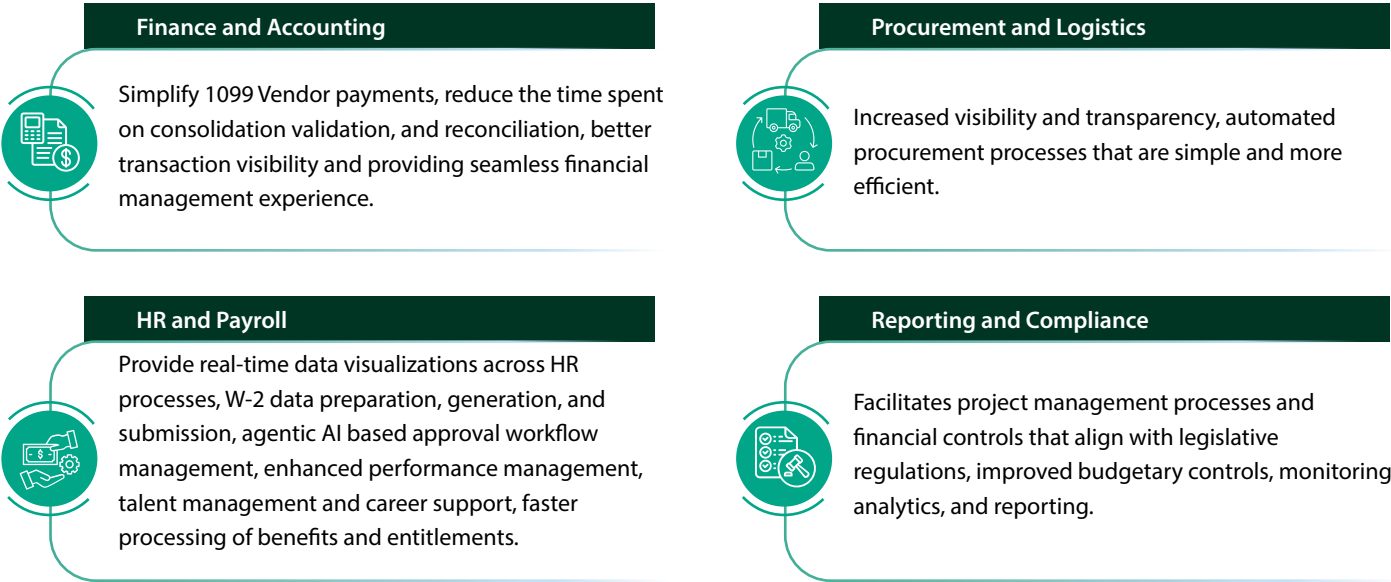 Finance and Accounting
Simplify 1099 Vendor payments, reduce the time spent
on consolidation validation, and reconciliation, better
transaction visibility and providing seamless financial
management experience.
Procurement and Logistics
Increased visibility and transparency, automated
procurement processes that are simple and more
efficient.
HR and Payroll
Provide real-time data visualizations across HR
processes, W-2 data preparation, generation, and
submission, agentic AI based approval workflow
management, enhanced performance management,
talent management and career support, faster
processing of benefits and entitlements.
Reporting and Compliance
Facilitates project management processes and
financial controls that align with legislative
regulations, improved budgetary controls, monitoring
analytics, and reporting.